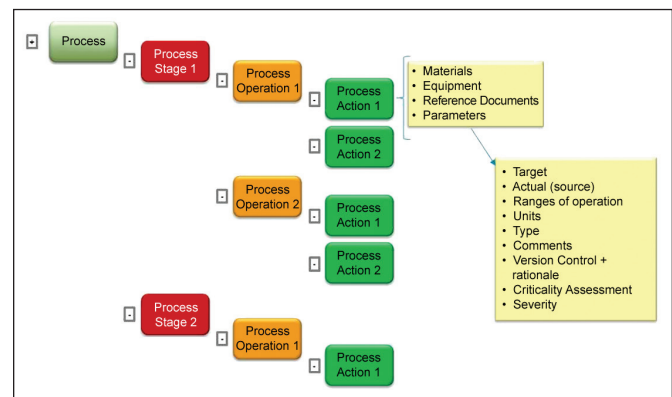 + Process
- Process
Stage 1
- Process
Operation 1
- Process
Action 1
• Materials
• Equipment
• Reference Documents
• Parameters
- Process
Action 2
• Target
• Actual (source)
• Ranges of operation
• Units
• Type
• Comments
• Version Control +
rationale
• Criticality Assessment
• Severity
- Process
Operation 2
- Process
Action 1
- Process
Action 2
- Process
Stage 2
- Process
Operation 1
- Process
Action 1